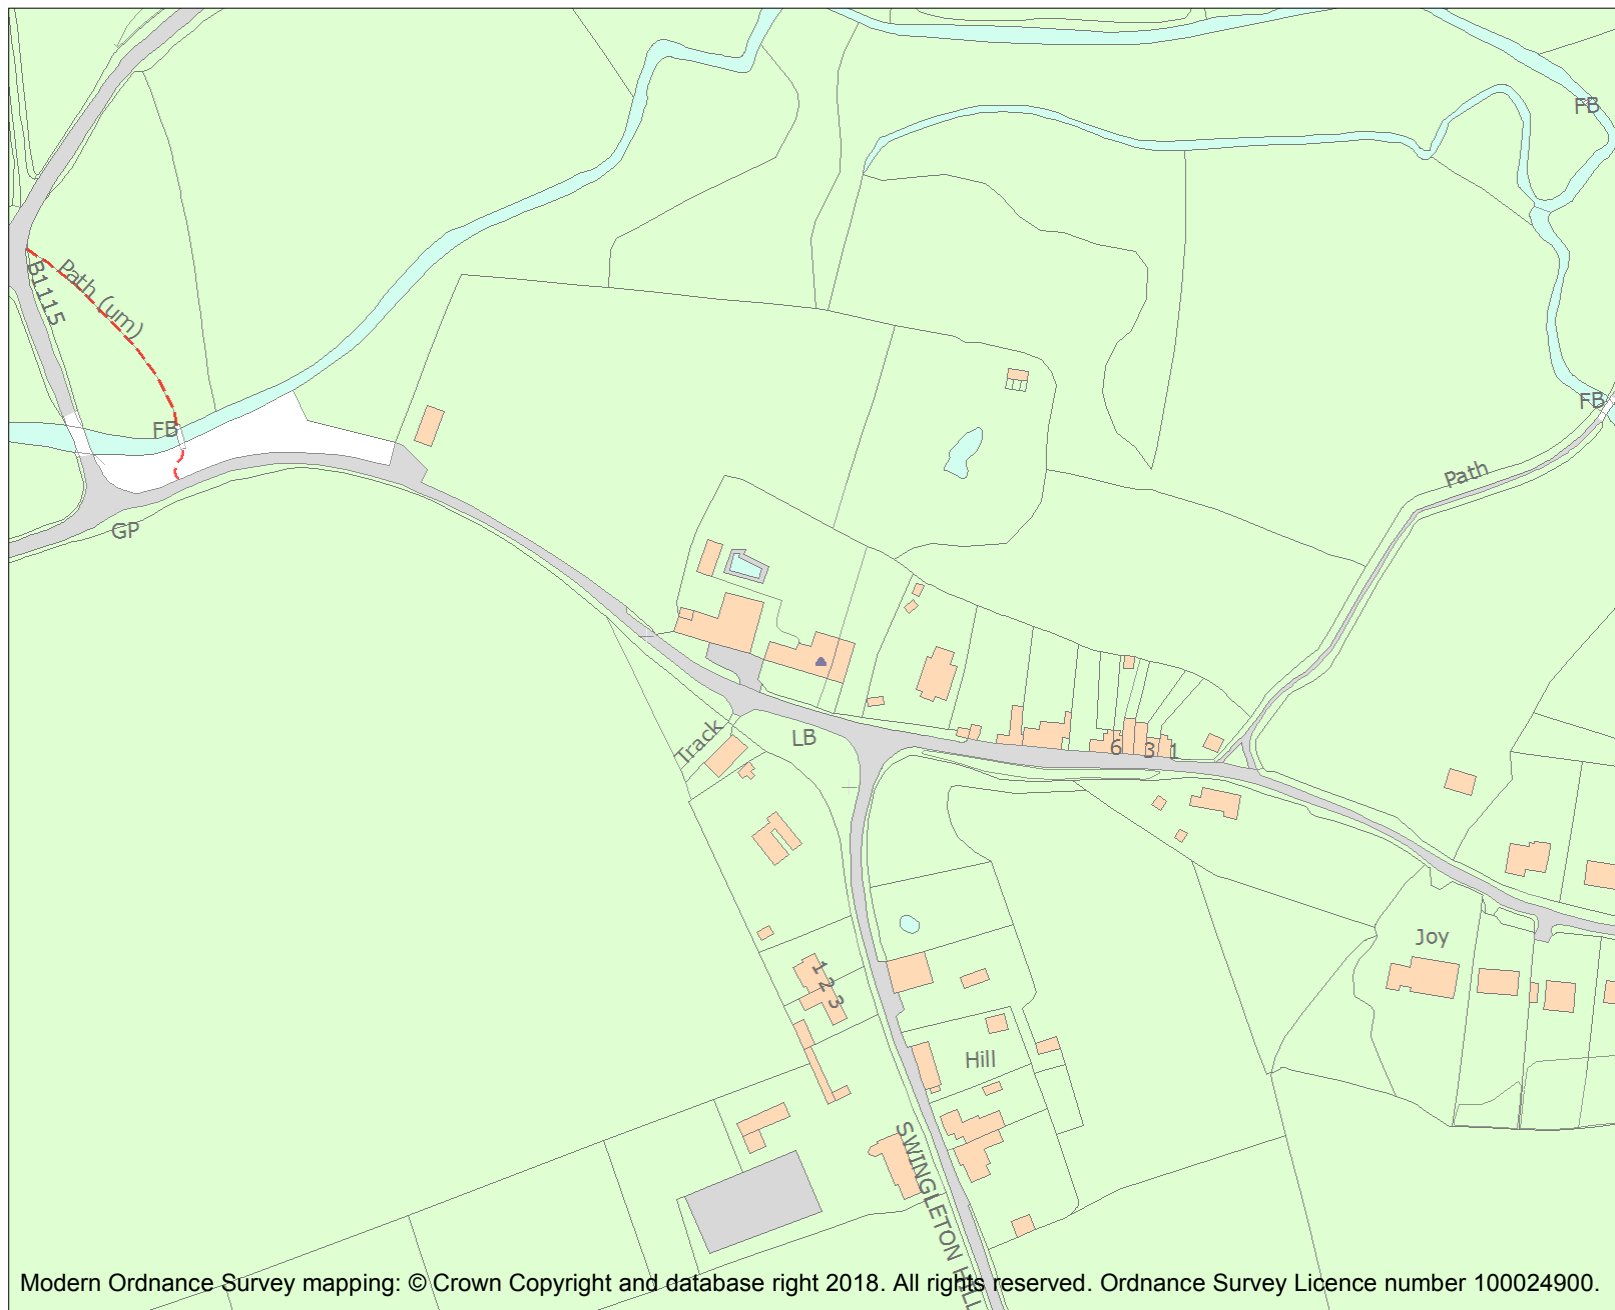 FB
Path (um)
B1115
FB
FB
Path
GP
Track
LB
6
3
1
Joy
1
2
3
Hill
SWINGLETON HILL
Modern Ordnance Survey mapping: © Crown Copyright and database right 2018. All rights reserved. Ordnance Survey Licence number 100024900.